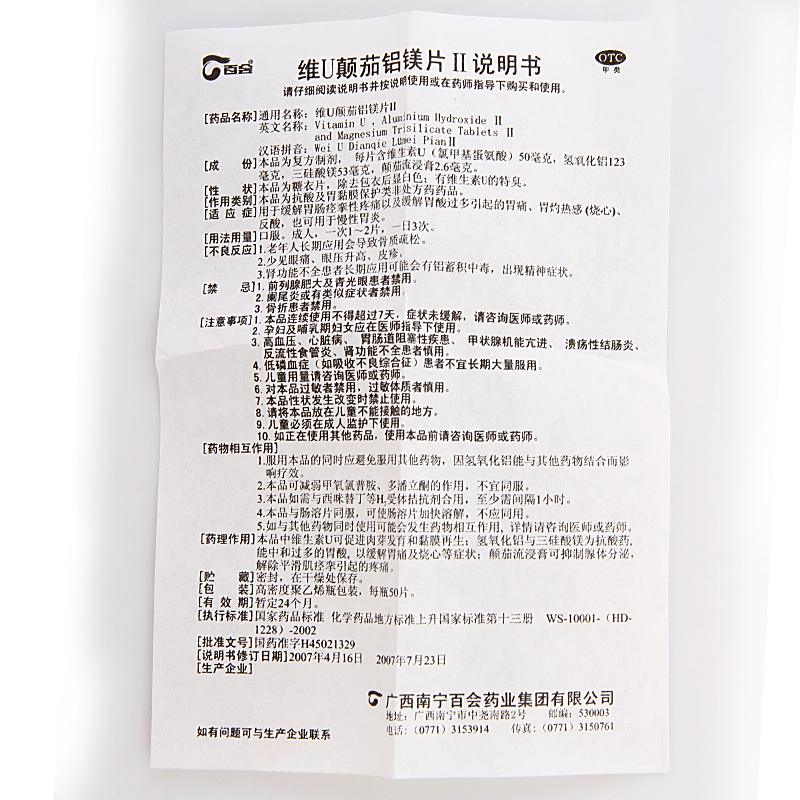 百会®
维U颠茄铝镁片II说明书
OTC
甲类
请仔细阅读说明书并按说明使用或在药师指导下购买和使用。
[药品名称]通用名称：维U颠茄铝镁片II
英文名称：Vitamin U , Aluminium Hydroxide II
and Magnesium Trisilicate Tablets II
汉语拼音：Wei U Dianqie Lumei Pian II
[成 份]本品为复方制剂， 每片含维生素U（氯甲基蛋氨酸）50毫克，氢氧化铝123
毫克，三硅酸镁53毫克，颠茄流浸膏2.6毫克。
[性 状]本品为糖衣片，除去包衣后显白色；有维生素U的特臭。
[作用类别]本品为抗酸及胃黏膜保护类非处方药药品。
[适 应 症]用于缓解胃肠痉挛性疼痛以及缓解胃酸过多引起的胃痛、胃灼热感（烧心）、
反酸，也可用于慢性胃炎。
[用法用量]口服。成人，一次1~2片，一日3次。
[不良反应]1.老年人长期应用会导致骨质疏松。
2.少见眼痛、眼压升高、皮疹。
3.肾功能不全患者长期应用可能会有铝蓄积中毒，出现精神症状。
[禁 忌]1.前列腺肥大及青光眼患者禁用。
2.阑尾炎或有类似症状者禁用。
3.骨折患者禁用。
[注意事项]1.本品连续使用不得超过7天，症状未缓解，请咨询医师或药师。
2.孕妇及哺乳期妇女应在医师指导下使用。
3.高血压、心脏病、 胃肠道阻塞性疾患、 甲状腺机能亢进、 溃疡性结肠炎、
反流性食管炎、肾功能不全患者慎用。
4.低磷血症（如吸收不良综合征）患者不宜长期大量服用。
5.儿童用量请咨询医师或药师。
6.对本品过敏者禁用，过敏体质者慎用。
7.本品性状发生改变时禁止使用。
8.请将本品放在儿童不能接触的地方。
9.儿童必须在成人监护下使用。
10.如正在使用其他药品，使用本品前请咨询医师或药师。
[药物相互作用]
1.服用本品的同时应避免服用其他药物，因氢氧化铝能与其他药物结合而影
响疗效。
2.本品可减弱甲氧氯普胺、多潘立酮的作用，不宜同服。
3.本品如需与西咪替丁等H₂受体拮抗剂合用，至少需间隔1小时。
4.本品与肠溶片同服，可使肠溶片加快溶解，不应同用。
5.如与其他药物同时使用可能会发生药物相互作用，详情请咨询医师或药师。
[药理作用]本品中维生素U可促进肉芽发育和黏膜再生；氢氧化铝与三硅酸镁为抗酸药，
能中和过多的胃酸，以缓解胃痛及烧心等症状；颠茄流浸膏可抑制腺体分泌，
解除平滑肌痉挛引起的疼痛。
[贮 藏]密封，在干燥处保存。
[包 装]高密度聚乙烯瓶包装，每瓶50片。
[有 效 期]暂定24个月。
[执行标准]国家药品标准 化学药品地方标准上升国家标准第十三册 WS-10001-（HD-
1228）-2002
[批准文号]国药准字H45021329
[说明书修订日期]2007年4月16日 2007年7月23日
[生产企业]
广西南宁百会药业集团有限公司
地址：广西南宁市中尧南路2号 邮编：530003
电话：（0771）3153914 传真：（0771）3150761
如有问题可与生产企业联系